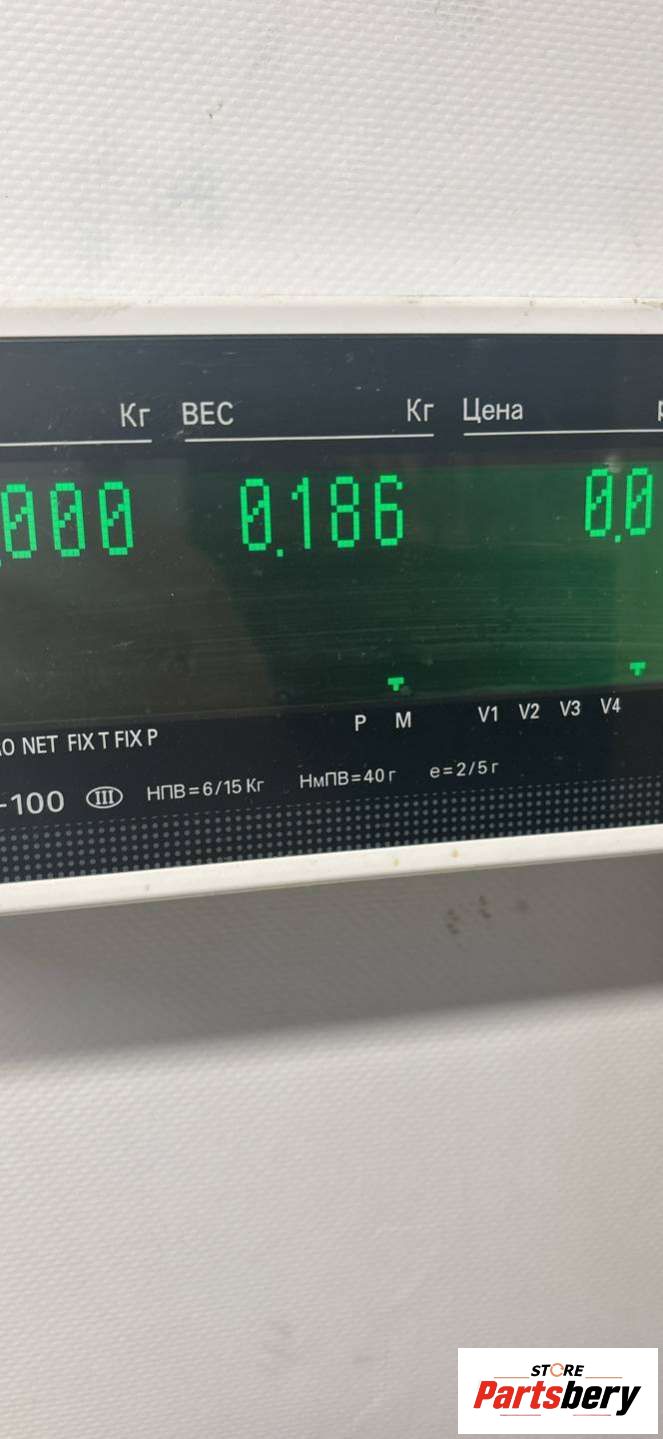 Кг ВЕС Кг Цена
.000 0.186 0.0
NET FIX T FIX P P M V1 V2 V3 V4
-100 III НПВ=6/15 Кг НмПВ=40 г e=2/5 г
STORE
Partsbery